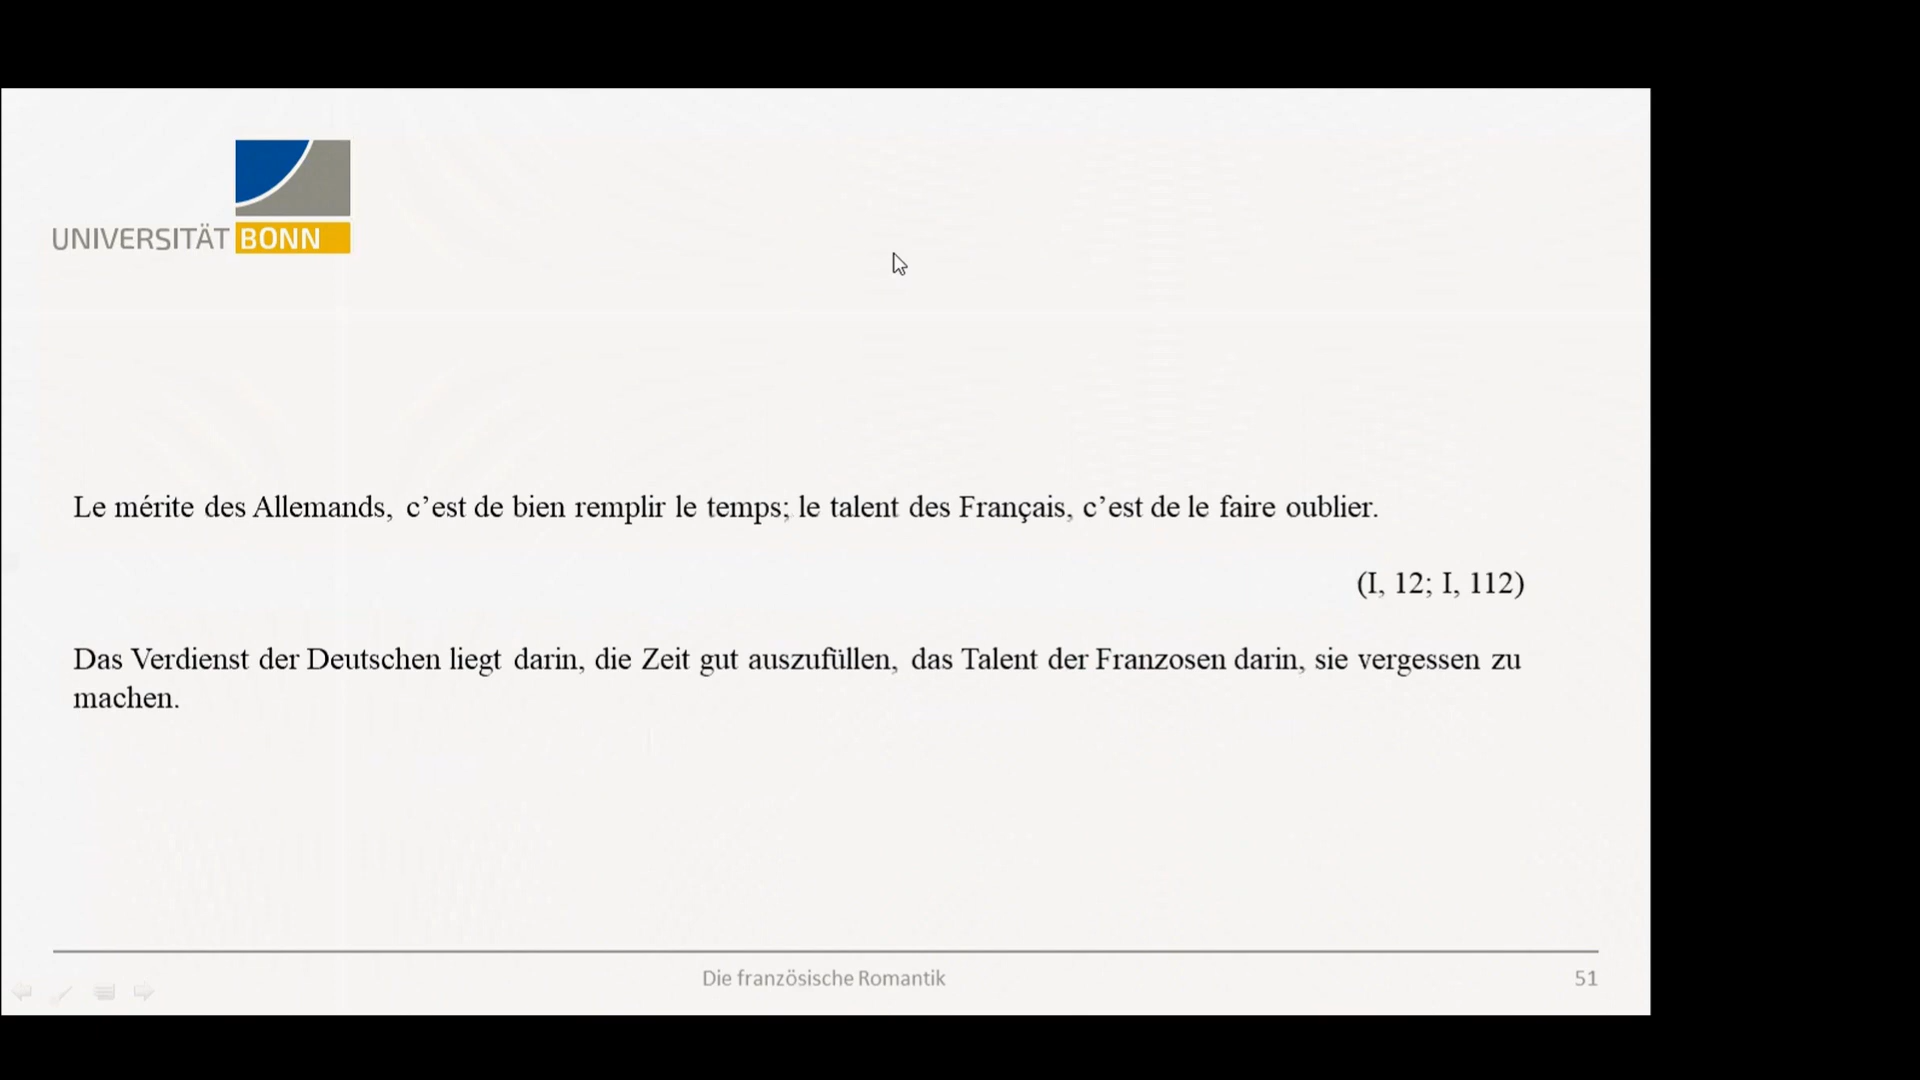 UNIVERSITÄT BONN
Le mérite des Allemands, c’est de bien remplir le temps; le talent des Français, c’est de le faire oublier.
(I, 12; I, 112)
Das Verdienst der Deutschen liegt darin, die Zeit gut auszufüllen, das Talent der Franzosen darin, sie vergessen zu
machen.
Die französische Romantik
51